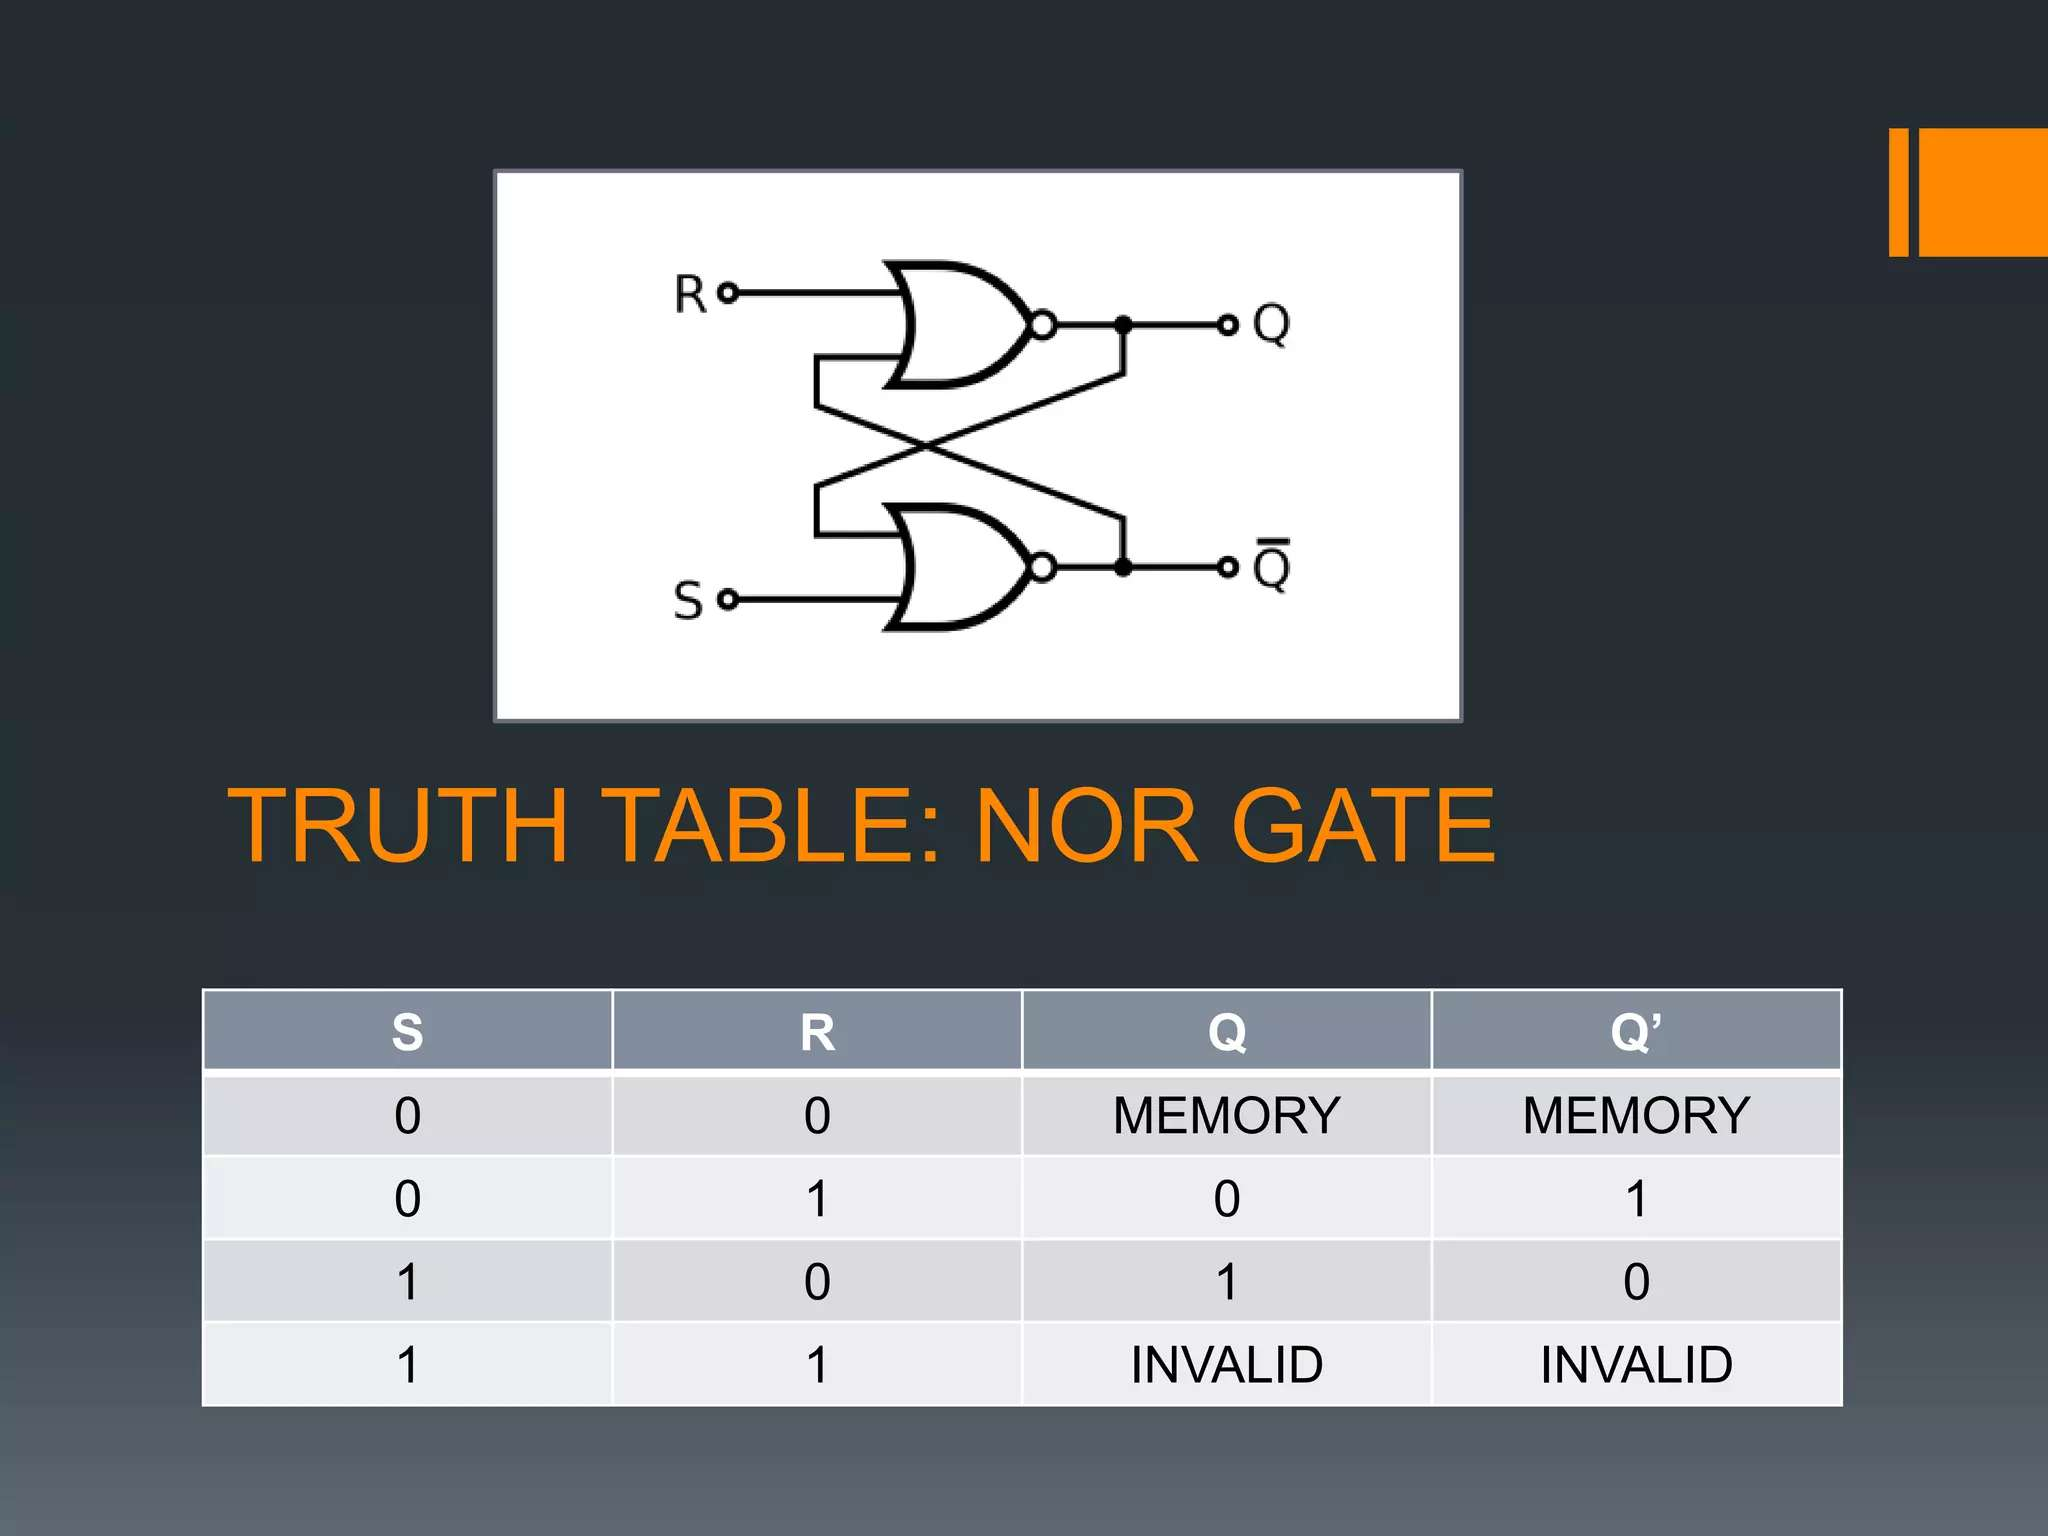 R
Q
S
Q̅
TRUTH TABLE: NOR GATE
S R Q Q’
0 0 MEMORY MEMORY
0 1 0 1
1 0 1 0
1 1 INVALID INVALID